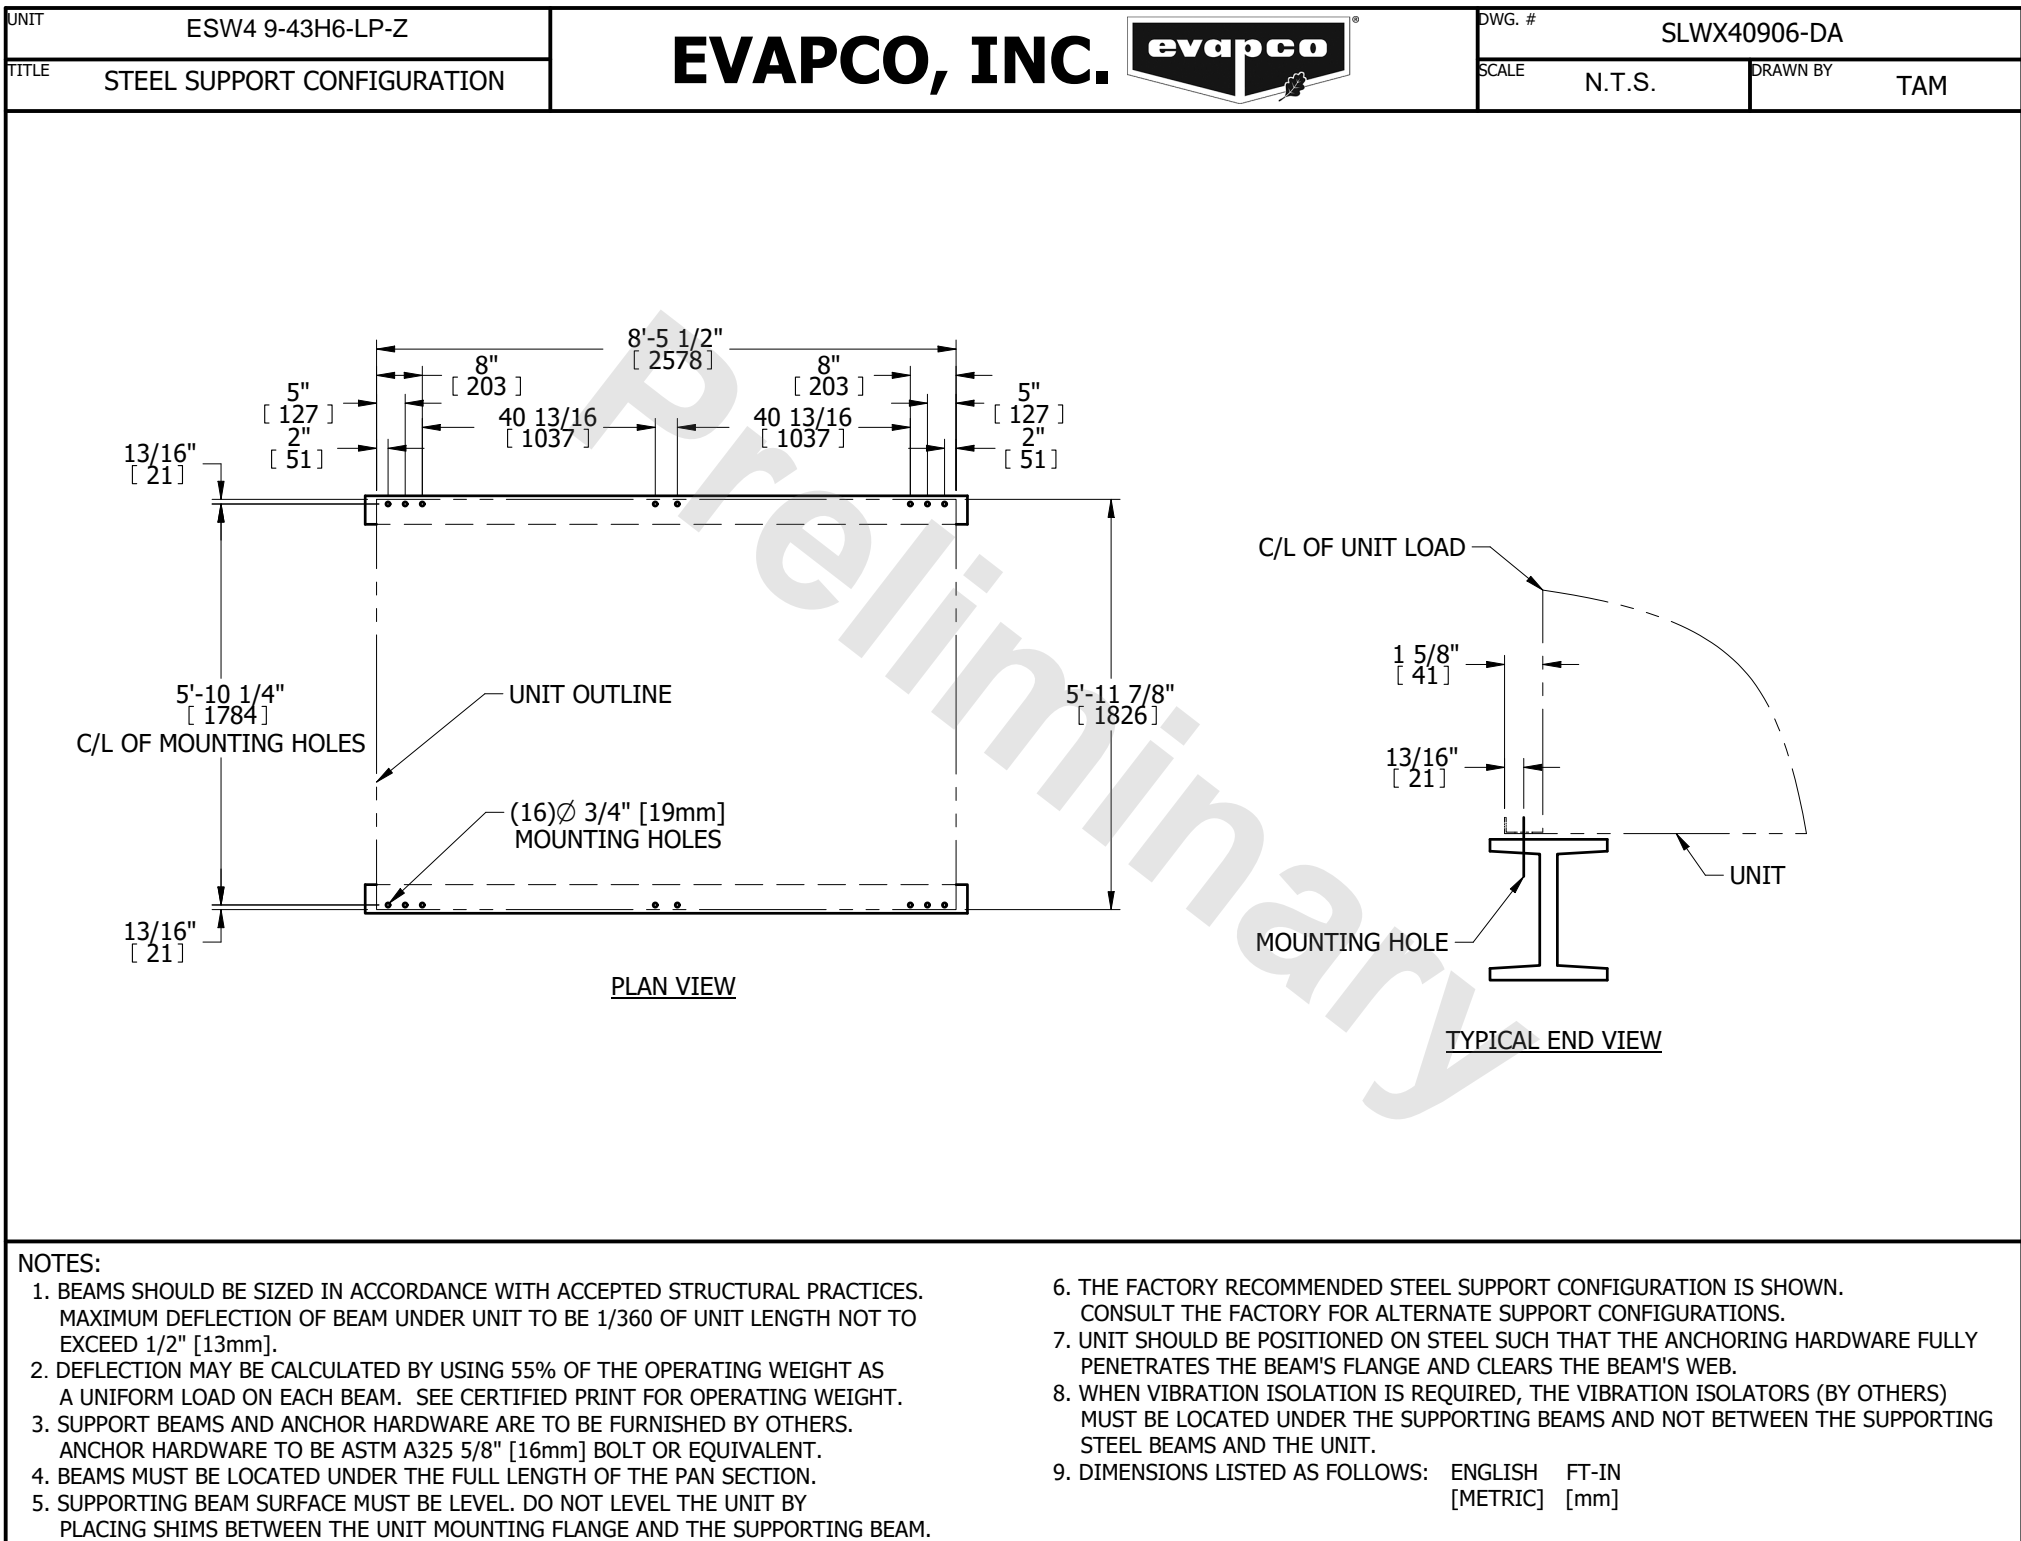 UNIT
ESW4 9-43H6-LP-Z
TITLE
STEEL SUPPORT CONFIGURATION
EVAPCO, INC.
evapco
®
DWG. #
SLWX40906-DA
SCALE
N.T.S.
DRAWN BY
TAM
8'-5 1/2"
[ 2578 ]
8"
[ 203 ]
8"
[ 203 ]
5"
[ 127 ]
5"
[ 127 ]
40 13/16
[ 1037 ]
40 13/16
[ 1037 ]
2"
[ 51 ]
2"
[ 51 ]
13/16"
[ 21 ]
5'-10 1/4"
[ 1784 ]
C/L OF MOUNTING HOLES
UNIT OUTLINE
5'-11 7/8"
[ 1826 ]
(16)Ø 3/4" [19mm]
MOUNTING HOLES
13/16"
[ 21 ]
PLAN VIEW
C/L OF UNIT LOAD
1 5/8"
[ 41 ]
13/16"
[ 21 ]
UNIT
MOUNTING HOLE
TYPICAL END VIEW
Preliminary
NOTES:
1. BEAMS SHOULD BE SIZED IN ACCORDANCE WITH ACCEPTED STRUCTURAL PRACTICES.
MAXIMUM DEFLECTION OF BEAM UNDER UNIT TO BE 1/360 OF UNIT LENGTH NOT TO
EXCEED 1/2" [13mm].
2. DEFLECTION MAY BE CALCULATED BY USING 55% OF THE OPERATING WEIGHT AS
A UNIFORM LOAD ON EACH BEAM. SEE CERTIFIED PRINT FOR OPERATING WEIGHT.
3. SUPPORT BEAMS AND ANCHOR HARDWARE ARE TO BE FURNISHED BY OTHERS.
ANCHOR HARDWARE TO BE ASTM A325 5/8" [16mm] BOLT OR EQUIVALENT.
4. BEAMS MUST BE LOCATED UNDER THE FULL LENGTH OF THE PAN SECTION.
5. SUPPORTING BEAM SURFACE MUST BE LEVEL. DO NOT LEVEL THE UNIT BY
PLACING SHIMS BETWEEN THE UNIT MOUNTING FLANGE AND THE SUPPORTING BEAM.
6. THE FACTORY RECOMMENDED STEEL SUPPORT CONFIGURATION IS SHOWN.
CONSULT THE FACTORY FOR ALTERNATE SUPPORT CONFIGURATIONS.
7. UNIT SHOULD BE POSITIONED ON STEEL SUCH THAT THE ANCHORING HARDWARE FULLY
PENETRATES THE BEAM'S FLANGE AND CLEARS THE BEAM'S WEB.
8. WHEN VIBRATION ISOLATION IS REQUIRED, THE VIBRATION ISOLATORS (BY OTHERS)
MUST BE LOCATED UNDER THE SUPPORTING BEAMS AND NOT BETWEEN THE SUPPORTING
STEEL BEAMS AND THE UNIT.
9. DIMENSIONS LISTED AS FOLLOWS: ENGLISH FT-IN
[METRIC] [mm]